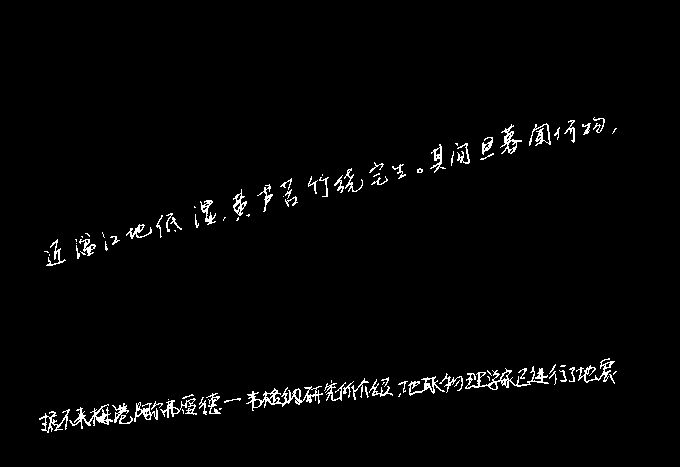 近湓江地低湿，黄芦苦竹绕宅生。其间旦暮闻何物，
据不来梅港阿尔弗雷德一韦格纳研究所介绍，地球物理学家已进行了地震